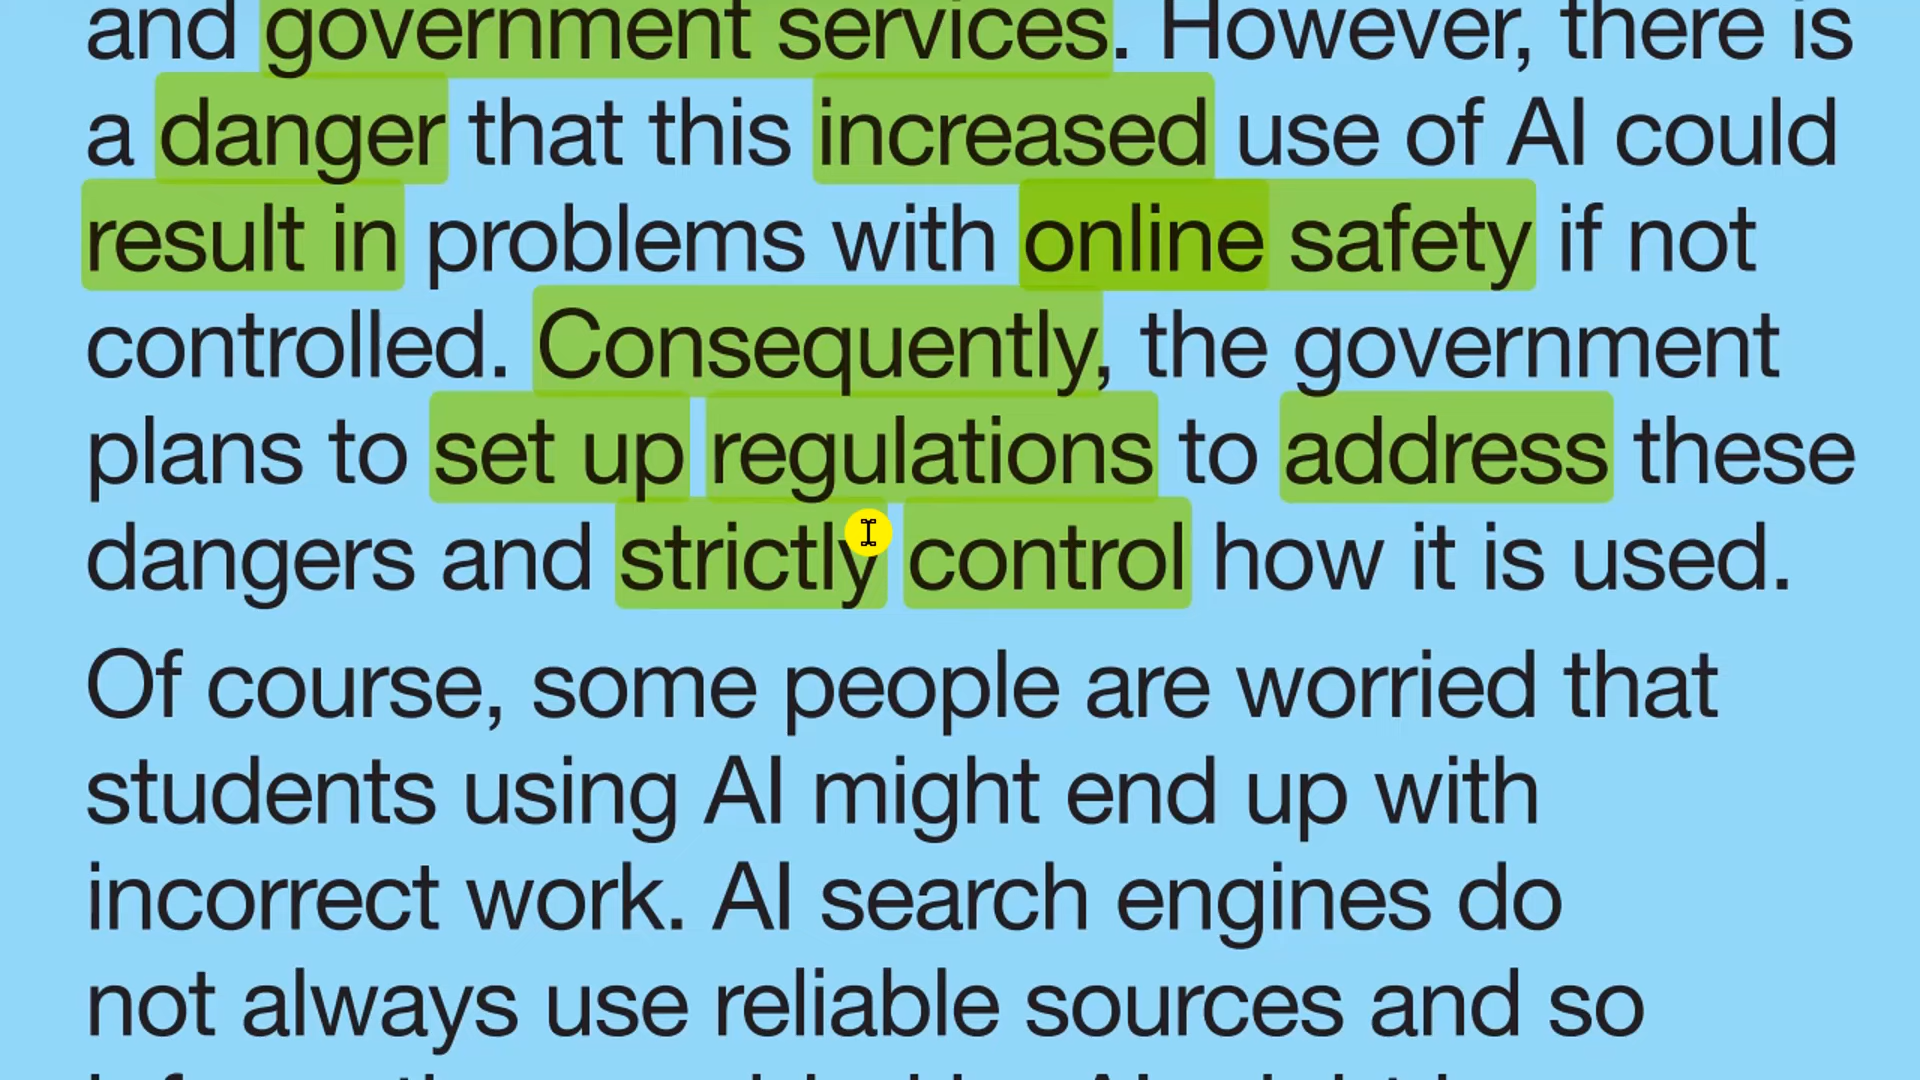 and government services. However, there is
a danger that this increased use of AI could
result in problems with online safety if not
controlled. Consequently, the government
plans to set up regulations to address these
dangers and strictly control how it is used.
Of course, some people are worried that
students using AI might end up with
incorrect work. AI search engines do
not always use reliable sources and so